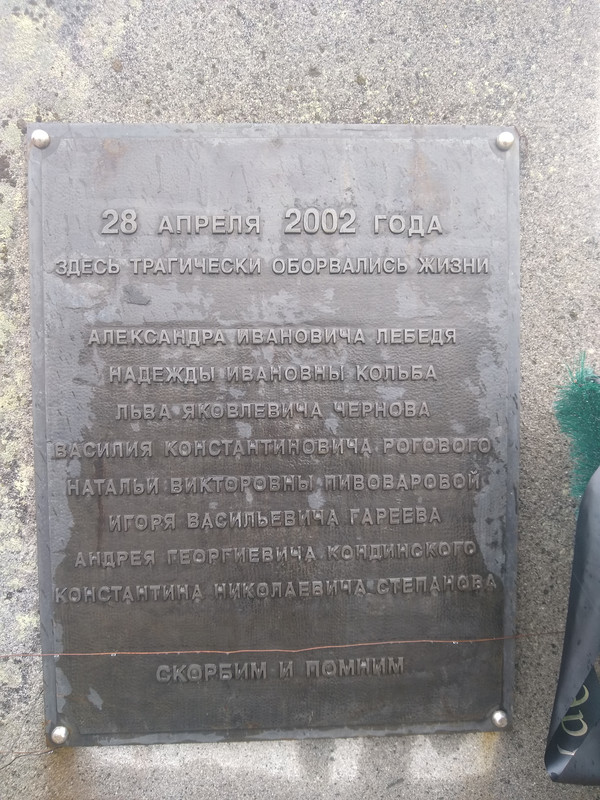 28 АПРЕЛЯ 2002 ГОДА
ЗДЕСЬ ТРАГИЧЕСКИ ОБОРВАЛИСЬ ЖИЗНИ
АЛЕКСАНДРА ИВАНОВИЧА ЛЕБЕДЯ
НАДЕЖДЫ ИВАНОВНЫ КОЛЬБА
ЛЬВА ЯКОВЛЕВИЧА ЧЕРНОВА
ВАСИЛИЯ КОНСТАНТИНОВИЧА РОГОВОГО
НАТАЛЬИ ВИКТОРОВНЫ ПИВОВАРОВОЙ
ИГОРЯ ВАСИЛЬЕВИЧА ГАРЕЕВА
АНДРЕЯ ГЕОРГИЕВИЧА КОНДИНСКОГО
КОНСТАНТИНА НИКОЛАЕВИЧА СТЕПАНОВА
СКОРБИМ И ПОМНИМ